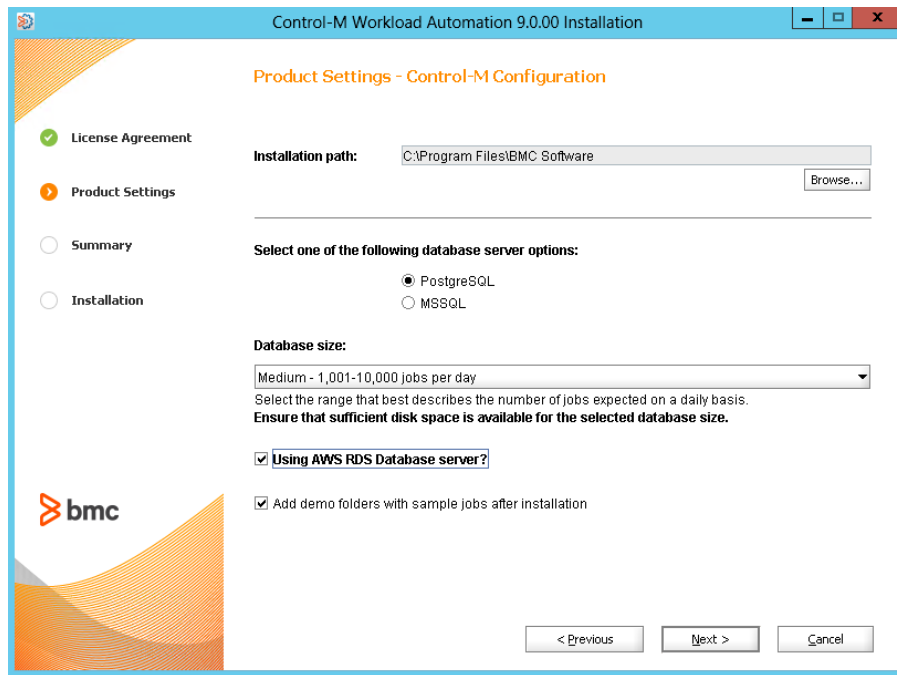 Control-M Workload Automation 9.0.00 Installation
Product Settings - Control-M Configuration
License Agreement
Product Settings
Summary
Installation
Installation path:
C:\Program Files\BMC Software
Browse...
Select one of the following database server options:
PostgreSQL
MSSQL
Database size:
Medium - 1,001-10,000 jobs per day
Select the range that best describes the number of jobs expected on a daily basis.
Ensure that sufficient disk space is available for the selected database size.
Using AWS RDS Database server?
Add demo folders with sample jobs after installation
bmc
< Previous
Next >
Cancel